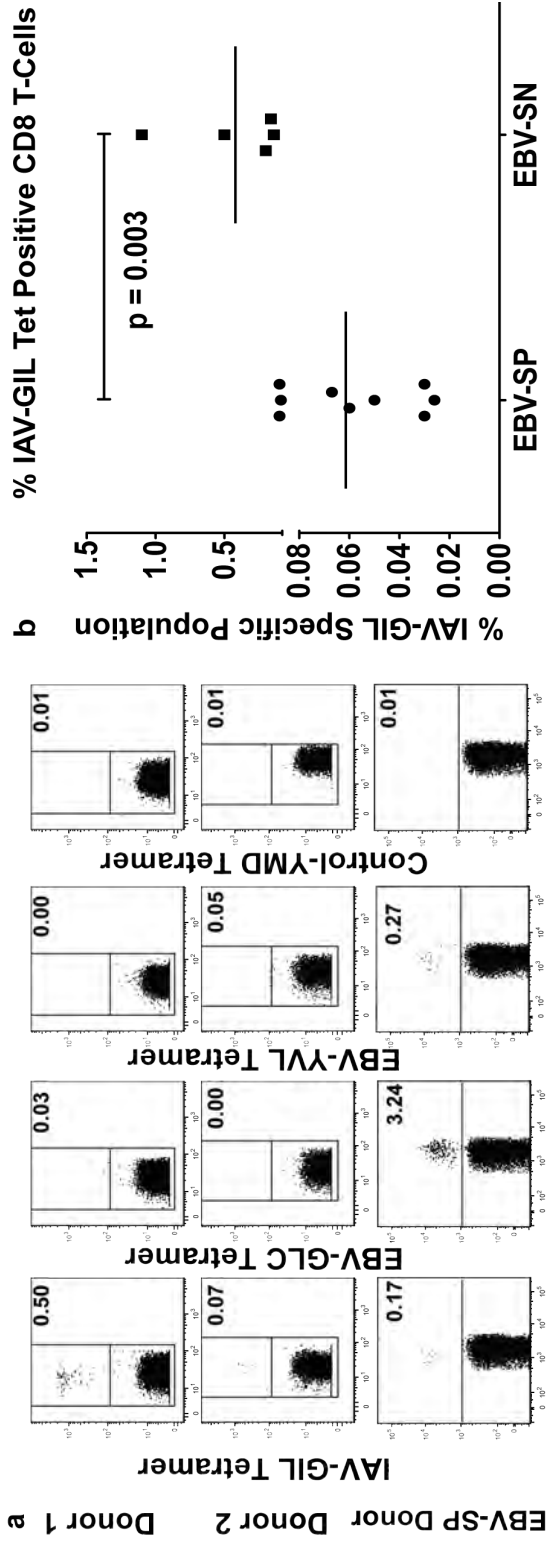 a
Donor 1
Donor 2
EBV-SP Donor
IAV-GIL Tetramer
0.50
0.07
0.17
EBV-GLC Tetramer
0.03
0.00
3.24
EBV-YVL Tetramer
0.00
0.05
0.27
Control-YMD Tetramer
0.01
0.01
0.01
b
% IAV-GIL Tet Positive CD8 T-Cells
% IAV-GIL Specific Population
1.5
1.0
0.5
0.08
0.06
0.04
0.02
0.00
p = 0.003
EBV-SP
EBV-SN